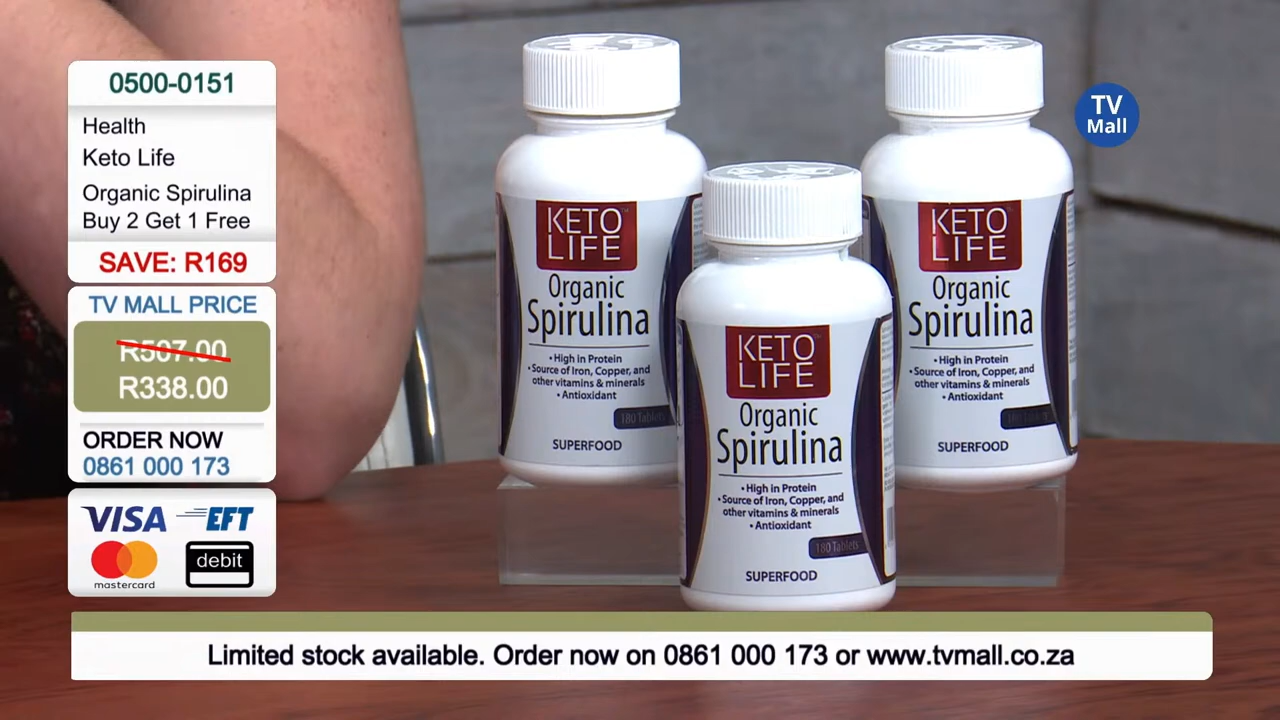 0500-0151
Health
Keto Life
Organic Spirulina
Buy 2 Get 1 Free
SAVE: R169
TV MALL PRICE
R507.00
R338.00
ORDER NOW
0861 000 173
VISA EFT
mastercard debit
TV
Mall
KETO
LIFE
Organic
Spirulina
• High in Protein
• Source of Iron, Copper, and
other vitamins & minerals
• Antioxidant
180 Tablets
SUPERFOOD
KETO
LIFE
Organic
Spirulina
• High in Protein
• Source of Iron, Copper, and
other vitamins & minerals
• Antioxidant
180 Tablets
SUPERFOOD
KETO
LIFE
Organic
Spirulina
• High in Protein
• Source of Iron, Copper, and
other vitamins & minerals
• Antioxidant
180 Tablets
SUPERFOOD
Limited stock available. Order now on 0861 000 173 or www.tvmall.co.za